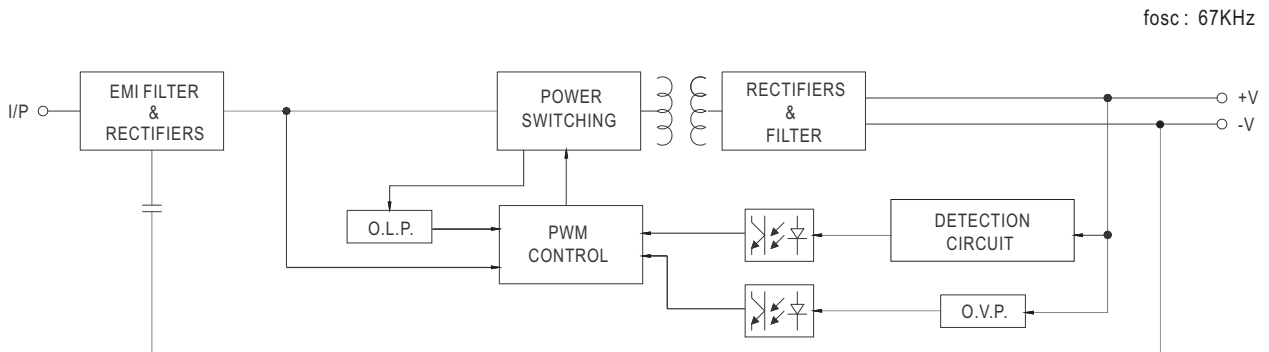 fosc : 67KHz
I/P
EMI FILTER
&
RECTIFIERS
POWER
SWITCHING
RECTIFIERS
&
FILTER
+V
-V
O.L.P.
PWM
CONTROL
DETECTION
CIRCUIT
O.V.P.